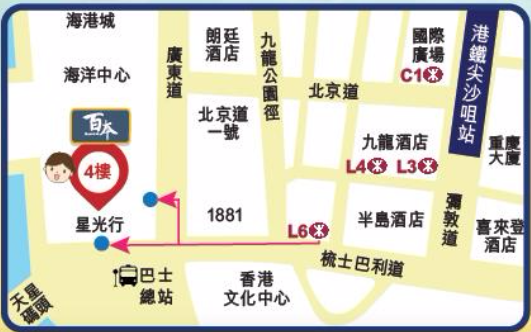 海港城
海洋中心
百本
4樓
星光行
廣東道
朗廷
酒店
北京道
一號
1881
九龍公園徑
北京道
國際
廣場
C1
港鐵尖沙咀站
九龍酒店
L4
L3
重慶
大廈
L6
半島酒店
彌敦道
喜來登
酒店
梳士巴利道
巴士
總站
香港
文化中心
天星
碼頭